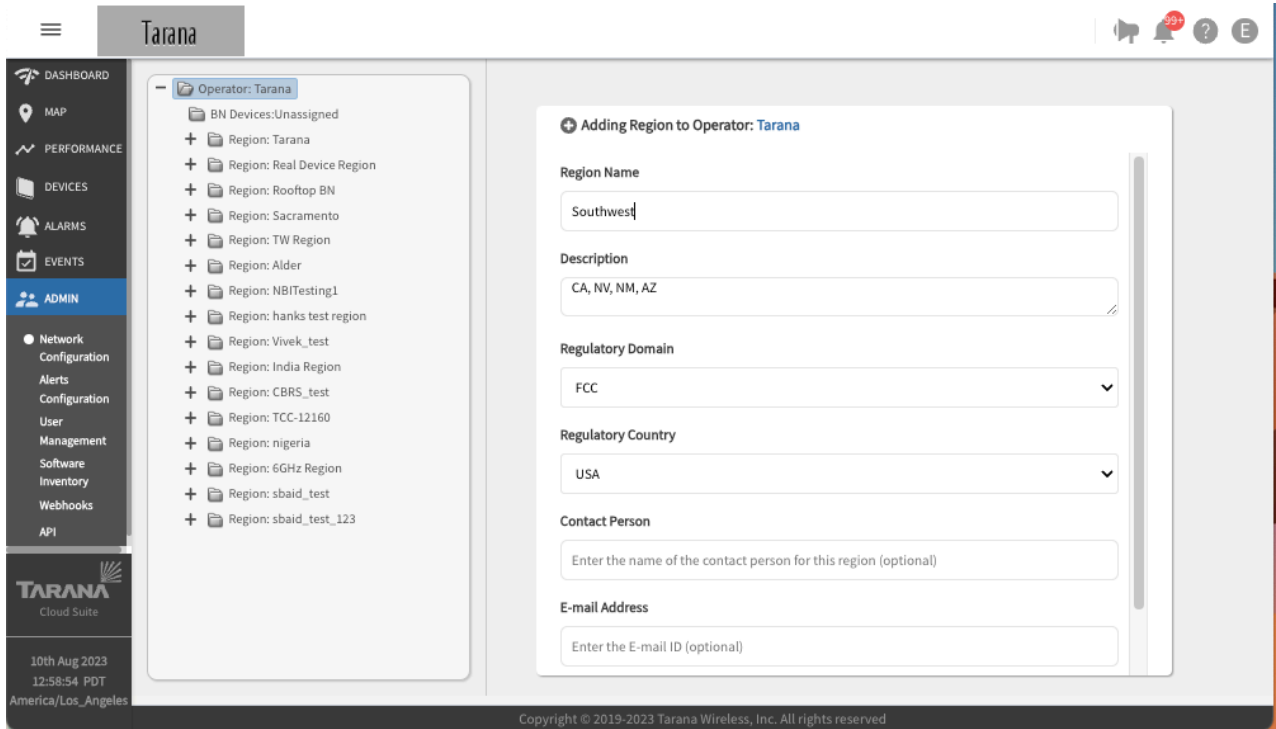 Tarana
99+
?
E
DASHBOARD
MAP
PERFORMANCE
DEVICES
ALARMS
EVENTS
ADMIN
Network
Configuration
Alerts
Configuration
User
Management
Software
Inventory
Webhooks
API
TARANA
Cloud Suite
10th Aug 2023
12:58:54 PDT
America/Los_Angeles
Operator: Tarana
BN Devices:Unassigned
Region: Tarana
Region: Real Device Region
Region: Rooftop BN
Region: Sacramento
Region: TW Region
Region: Alder
Region: NBITesting1
Region: hanks test region
Region: Vivek_test
Region: India Region
Region: CBRS_test
Region: TCC-12160
Region: nigeria
Region: 6GHz Region
Region: sbaid_test
Region: sbaid_test_123
Adding Region to Operator: Tarana
Region Name
Southwest
Description
CA, NV, NM, AZ
Regulatory Domain
FCC
Regulatory Country
USA
Contact Person
Enter the name of the contact person for this region (optional)
E-mail Address
Enter the E-mail ID (optional)
Copyright © 2019-2023 Tarana Wireless, Inc. All rights reserved